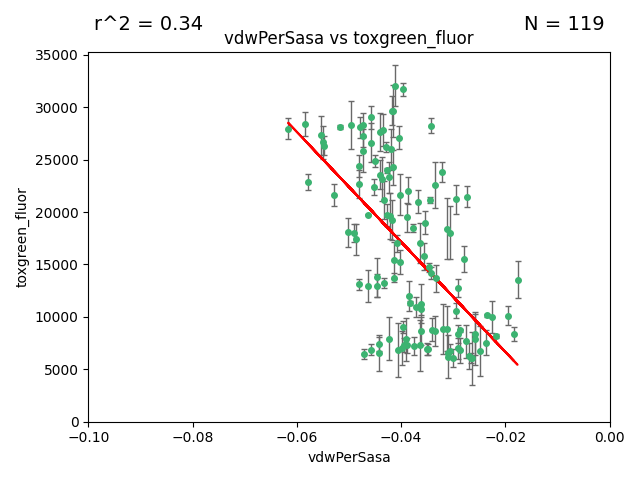 r^2 = 0.34
N = 119
vdwPerSasa vs toxgreen_fluor
35000
30000
25000
20000
15000
10000
5000
0
toxgreen_fluor
−0.10
−0.08
−0.06
−0.04
−0.02
0.00
vdwPerSasa